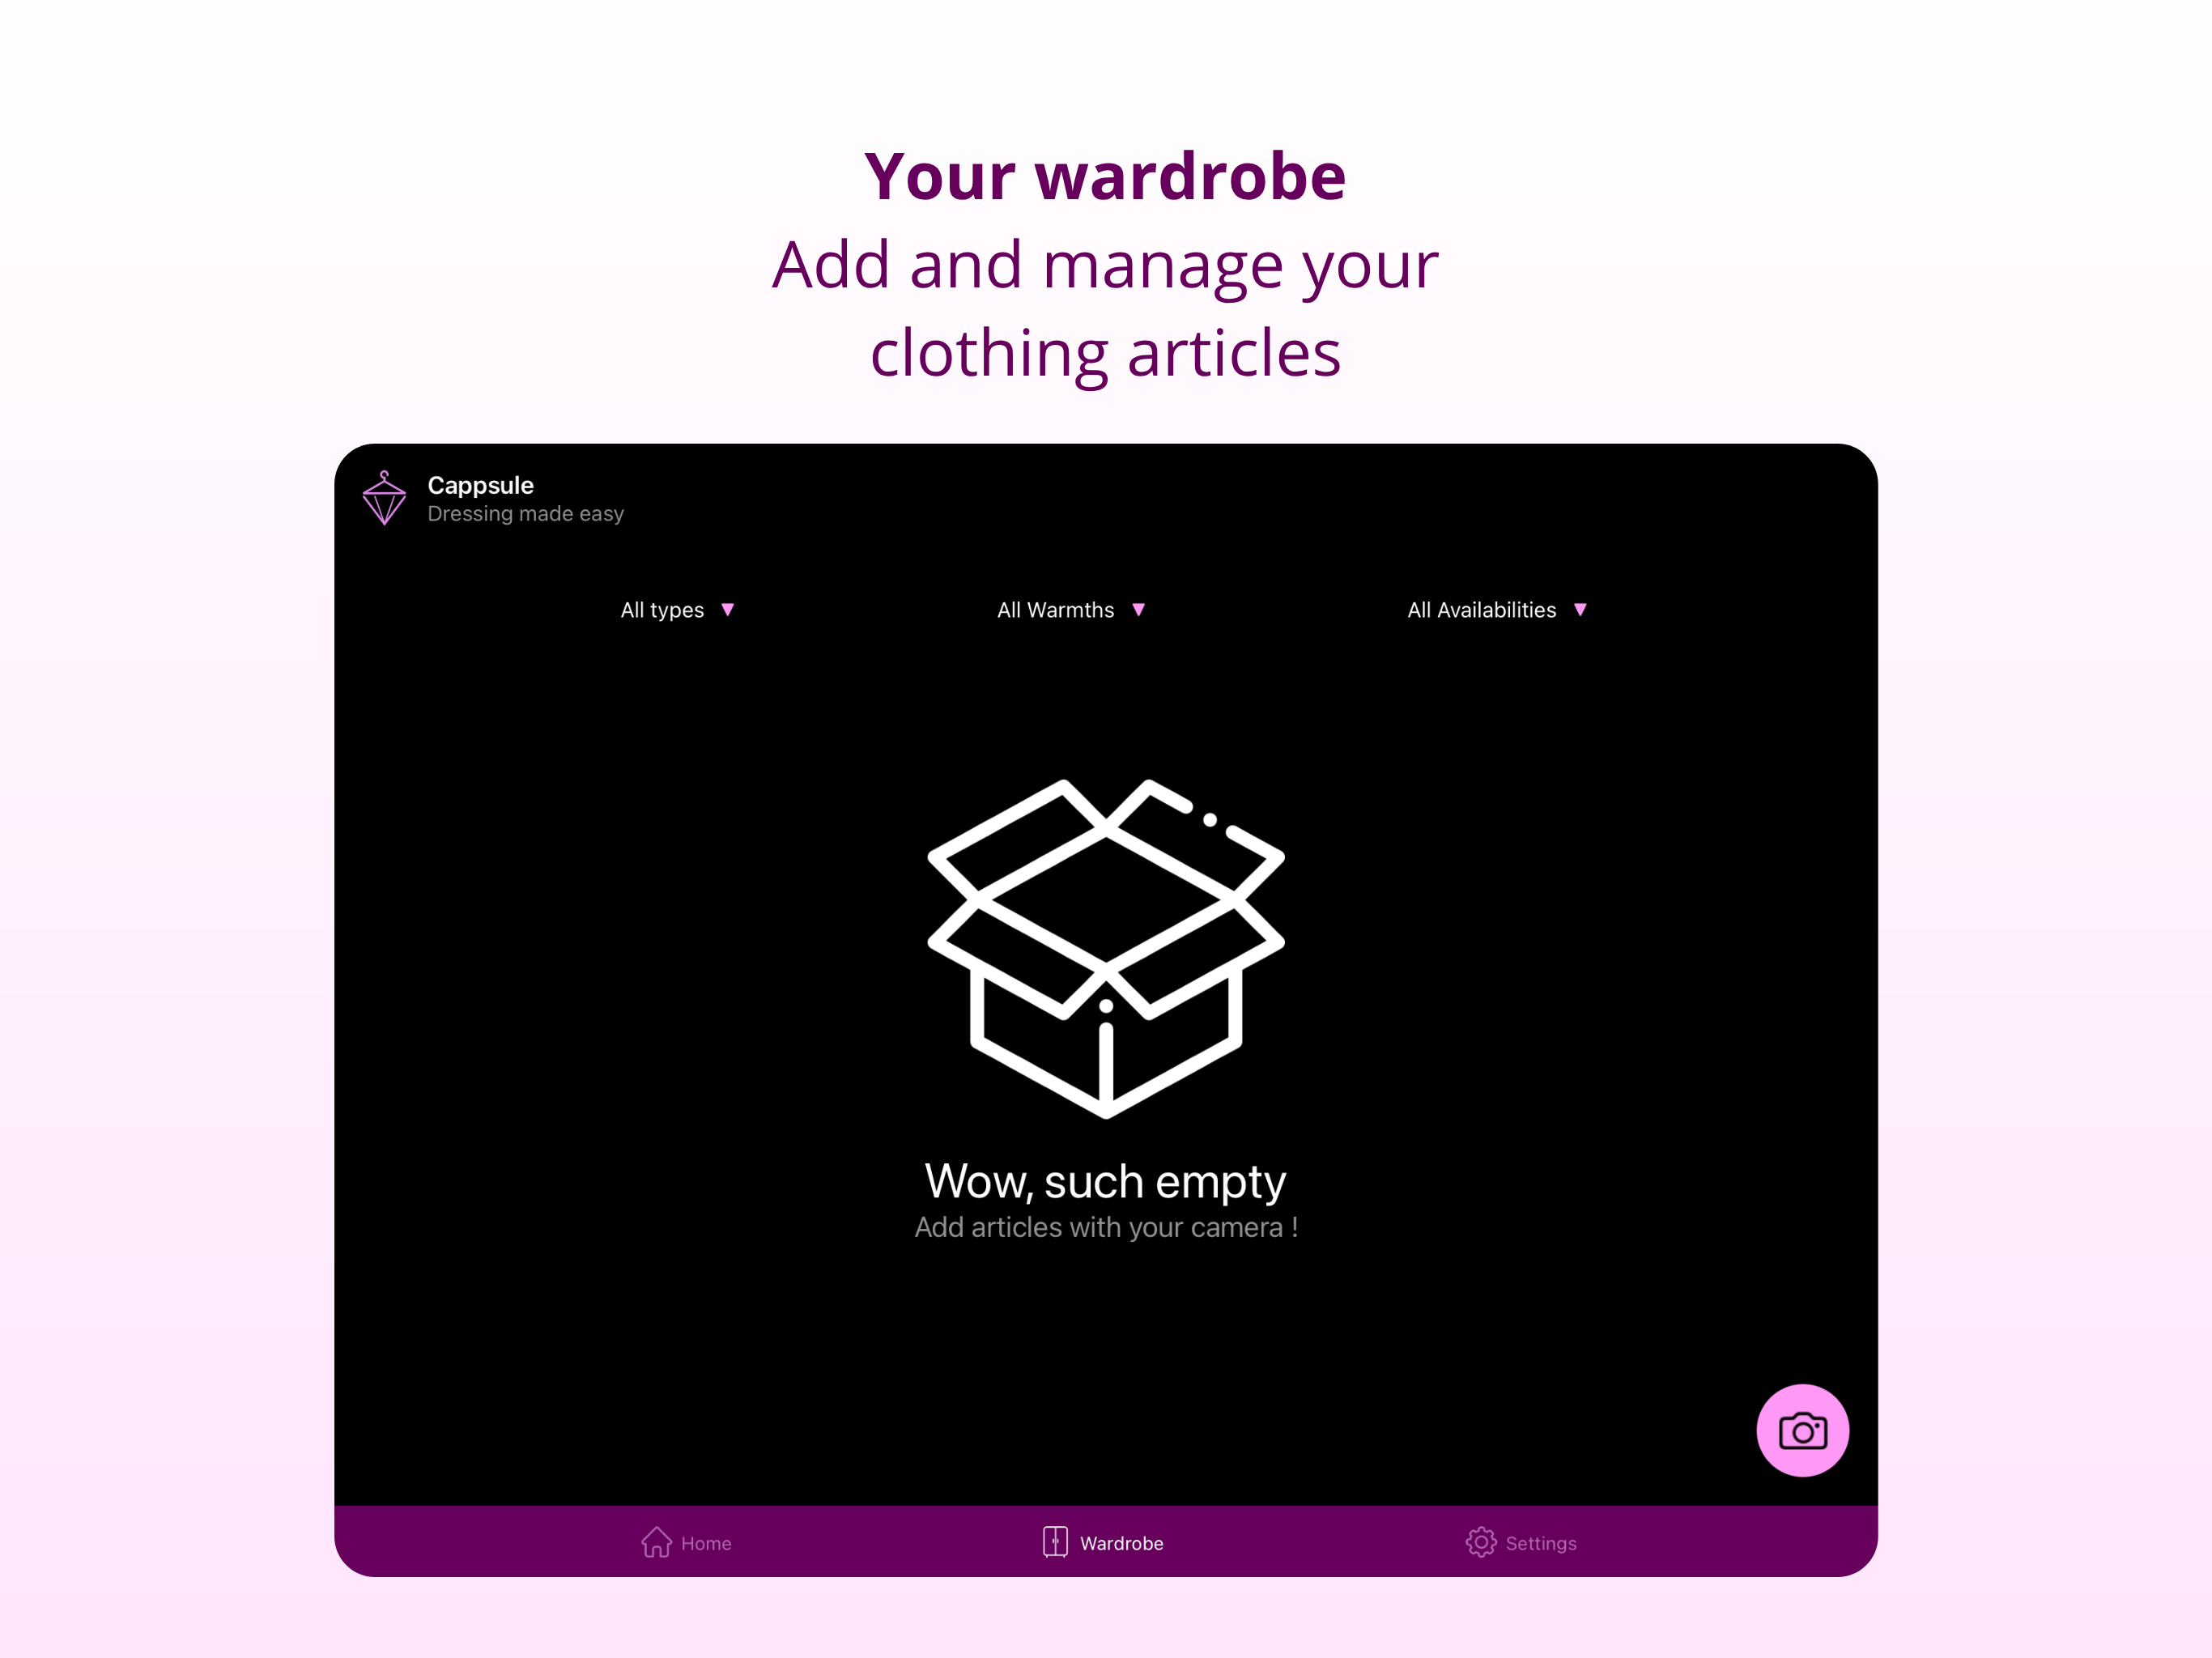 Your wardrobe
Add and manage your
clothing articles
Cappsule
Dressing made easy
All types ▼ All Warmths ▼ All Availabilities ▼
Wow, such empty
Add articles with your camera !
Home Wardrobe Settings